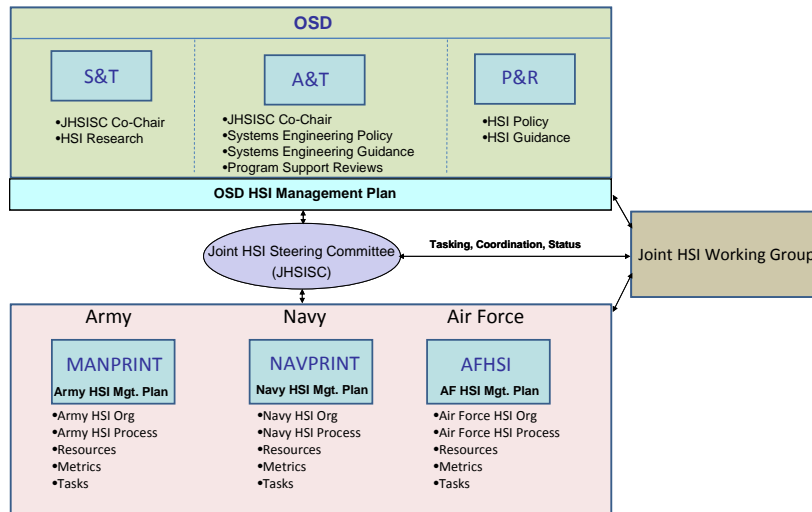 OSD
S&T
•JHSISC Co-Chair
•HSI Research
A&T
•JHSISC Co-Chair
•Systems Engineering Policy
•Systems Engineering Guidance
•Program Support Reviews
P&R
•HSI Policy
•HSI Guidance
OSD HSI Management Plan
Joint HSI Steering Committee
(JHSISC)
Tasking, Coordination, Status
Joint HSI Working Group
Army
MANPRINT
Army HSI Mgt. Plan
•Army HSI Org
•Army HSI Process
•Resources
•Metrics
•Tasks
Navy
NAVPRINT
Navy HSI Mgt. Plan
•Navy HSI Org
•Navy HSI Process
•Resources
•Metrics
•Tasks
Air Force
AFHSI
AF HSI Mgt. Plan
•Air Force HSI Org
•Air Force HSI Process
•Resources
•Metrics
•Tasks